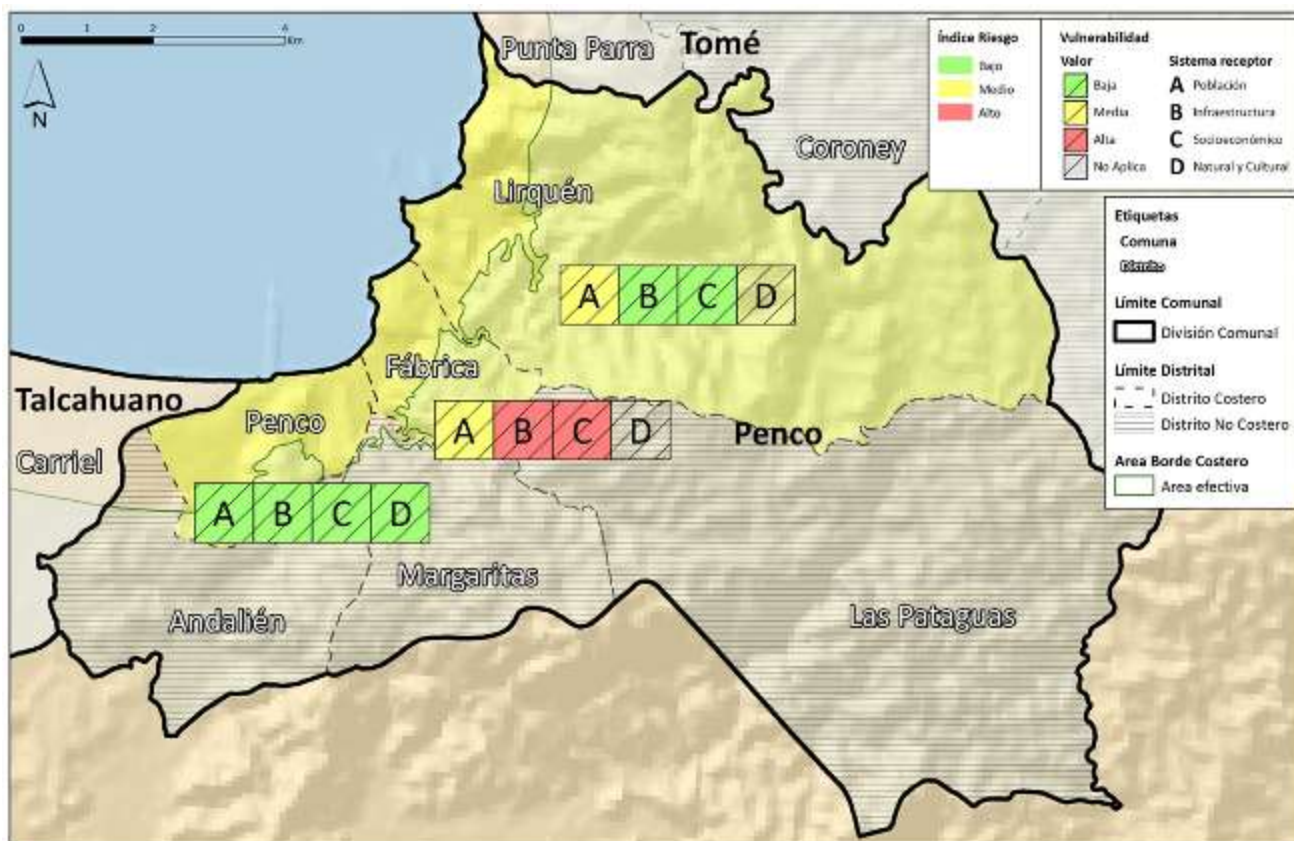 0 1 2 4
Km
N
Punta Parra
Tomé
Coroney
Lirquén
A B C D
Fábrica
Talcahuano
Penco
Carriel
A B C D
Penco
A B C D
Margaritas
Andalién
Las Pataguas
Índice Riesgo
Bajo
Medio
Alto
Vulnerabilidad
Valor
Baja
Media
Alta
No Aplica
Sistema receptor
A Población
B Infraestructura
C Socioeconómico
D Natural y Cultural
Etiquetas
Comuna
Distrito
Límite Comunal
División Comunal
Límite Distrital
Distrito Costero
Distrito No Costero
Area Borde Costero
Area efectiva